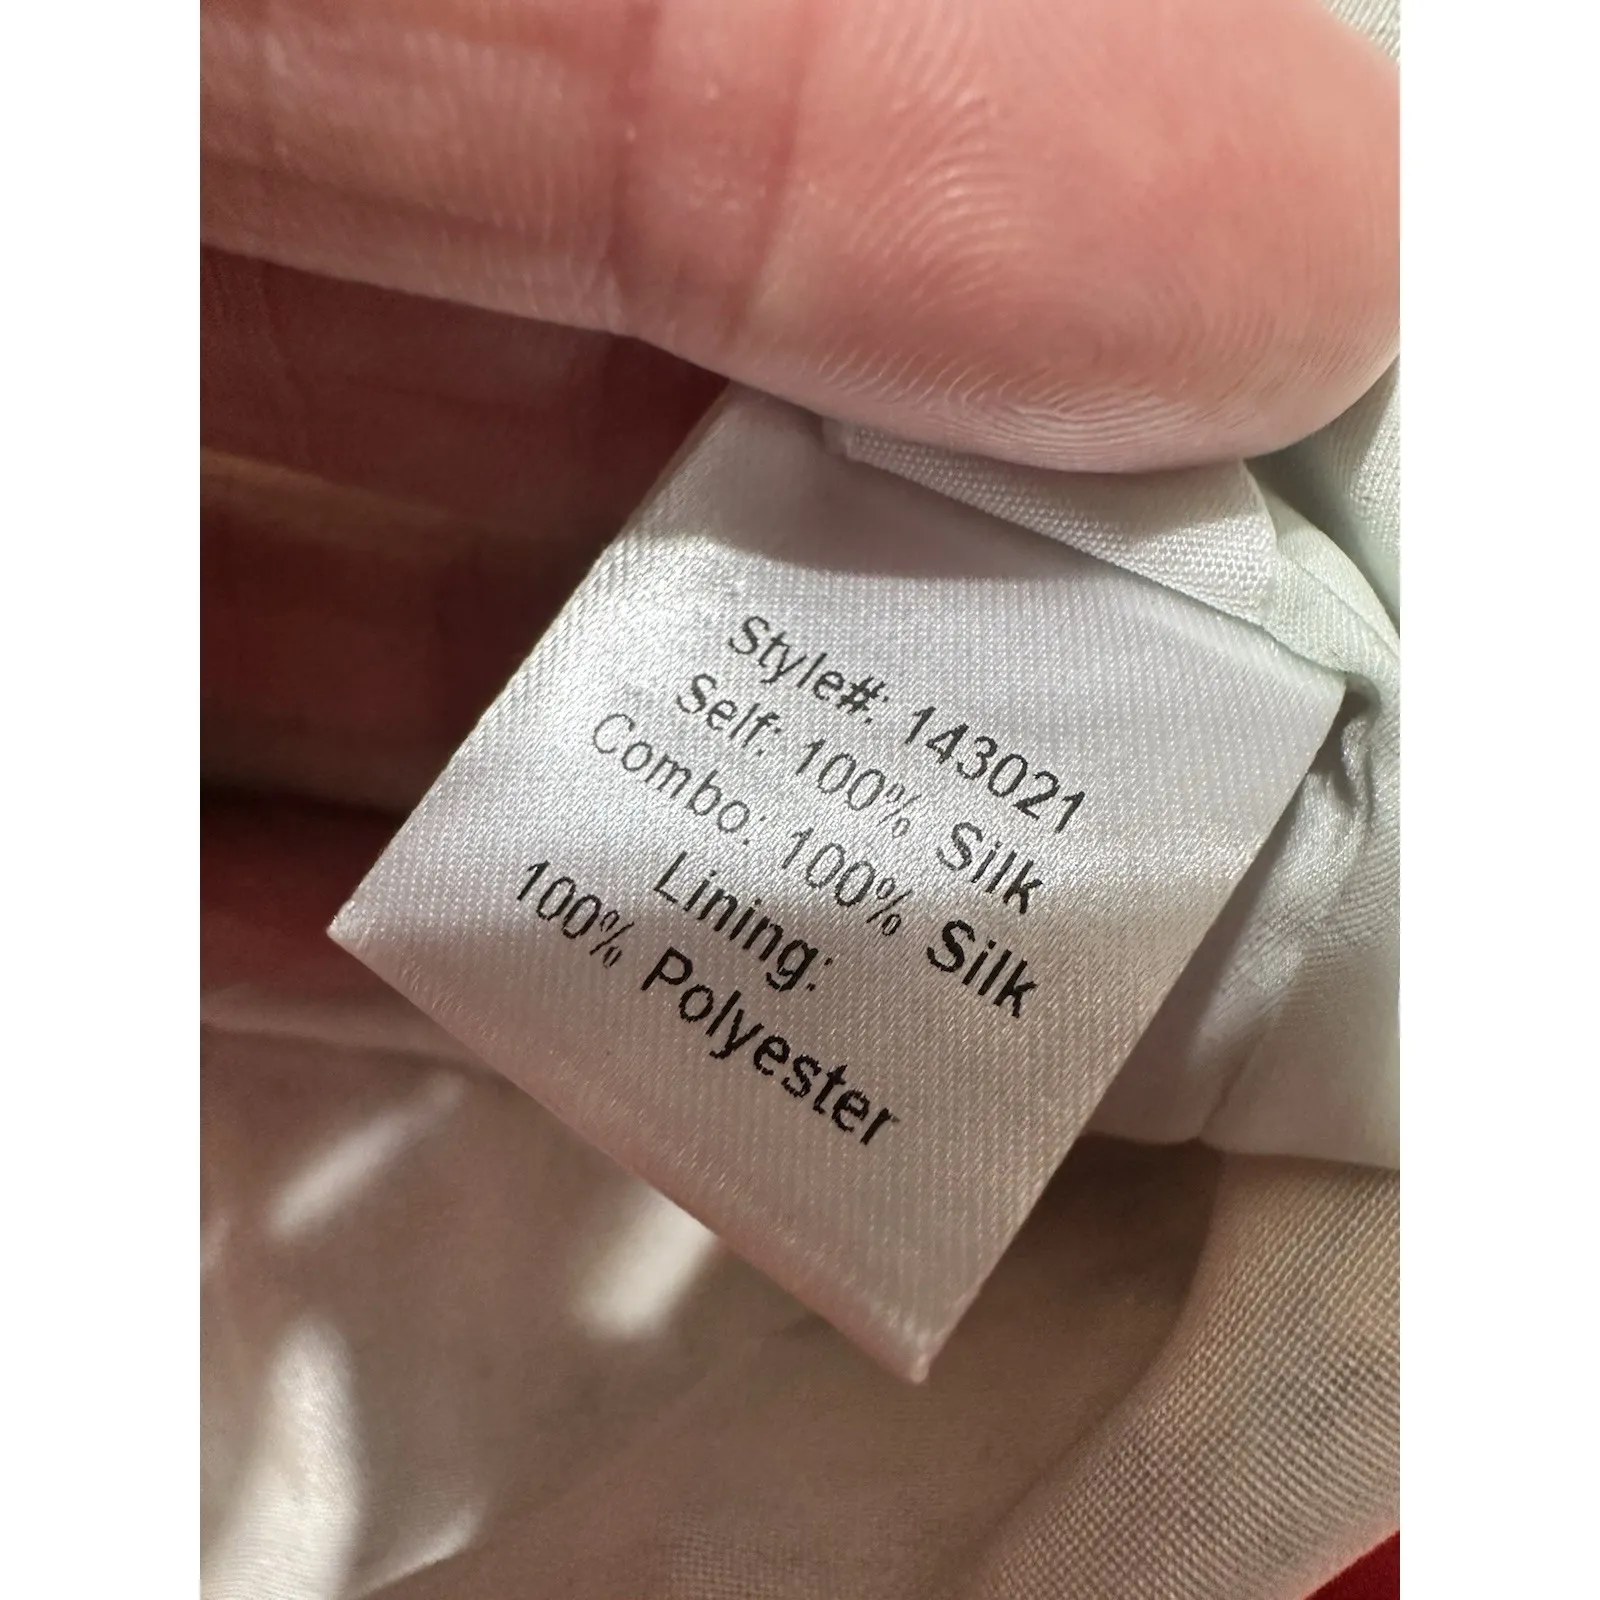 Style#: 143021
Self: 100% Silk
Combo: 100% Silk
Lining:
100% Polyester